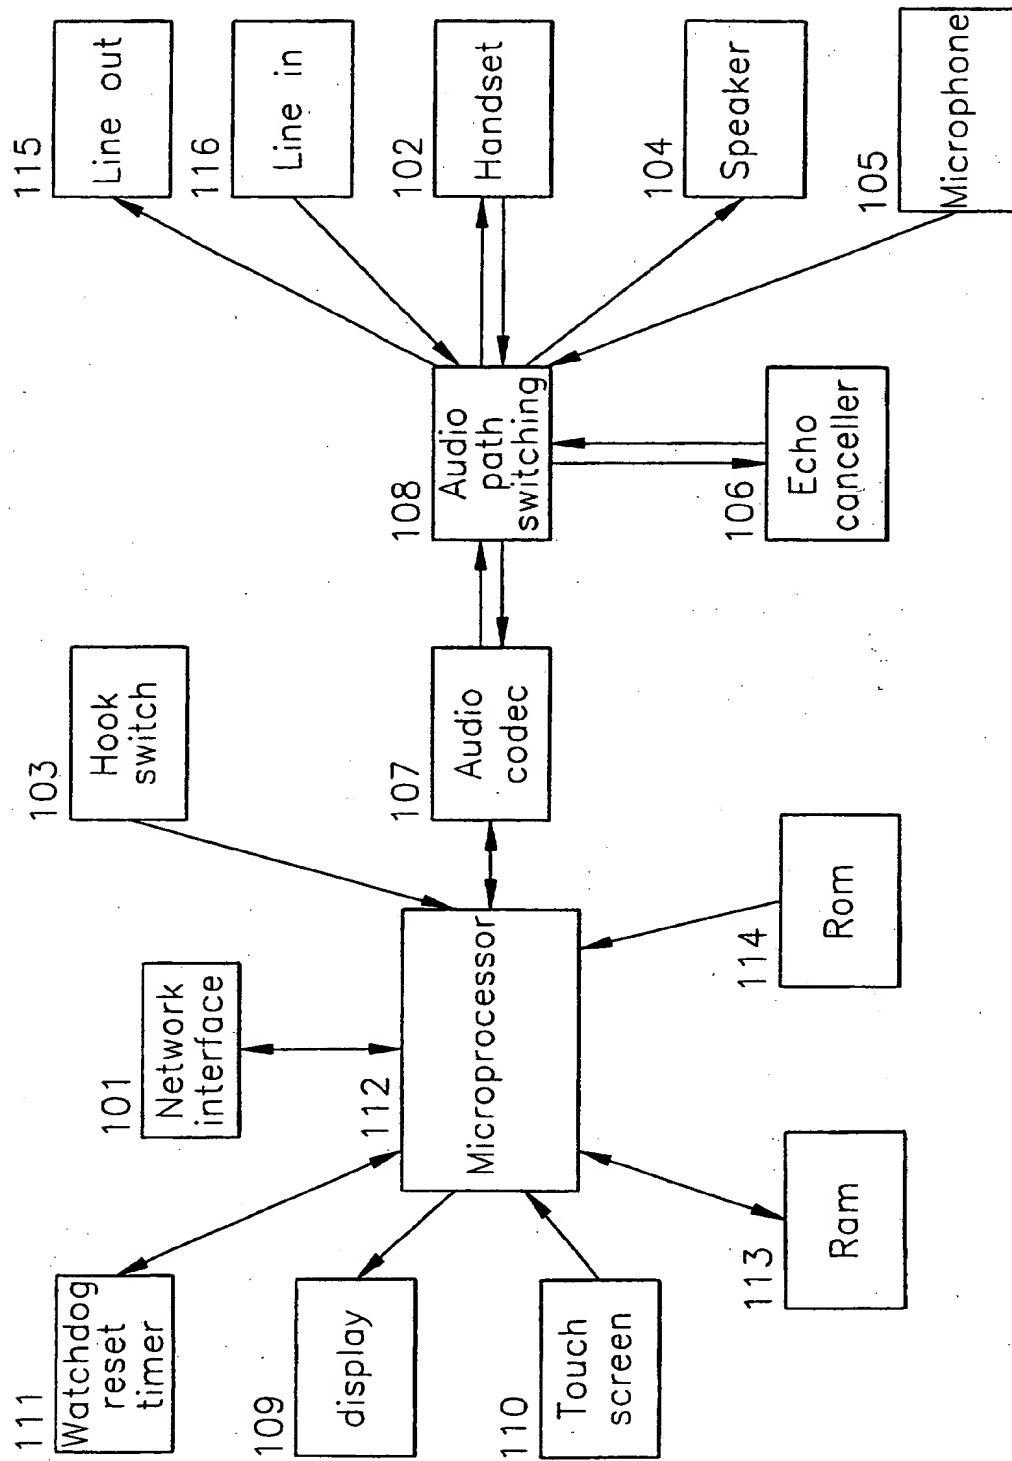 111
Watchdog
reset
timer
101
Network
interface
103
Hook
switch
115
Line out
116
Line in
109
display
112
Microprocessor
107
Audio
codec
108
Audio
path
switching
102
Handset
110
Touch
screen
104
Speaker
113
Ram
114
Rom
106
Echo
canceller
105
Microphone